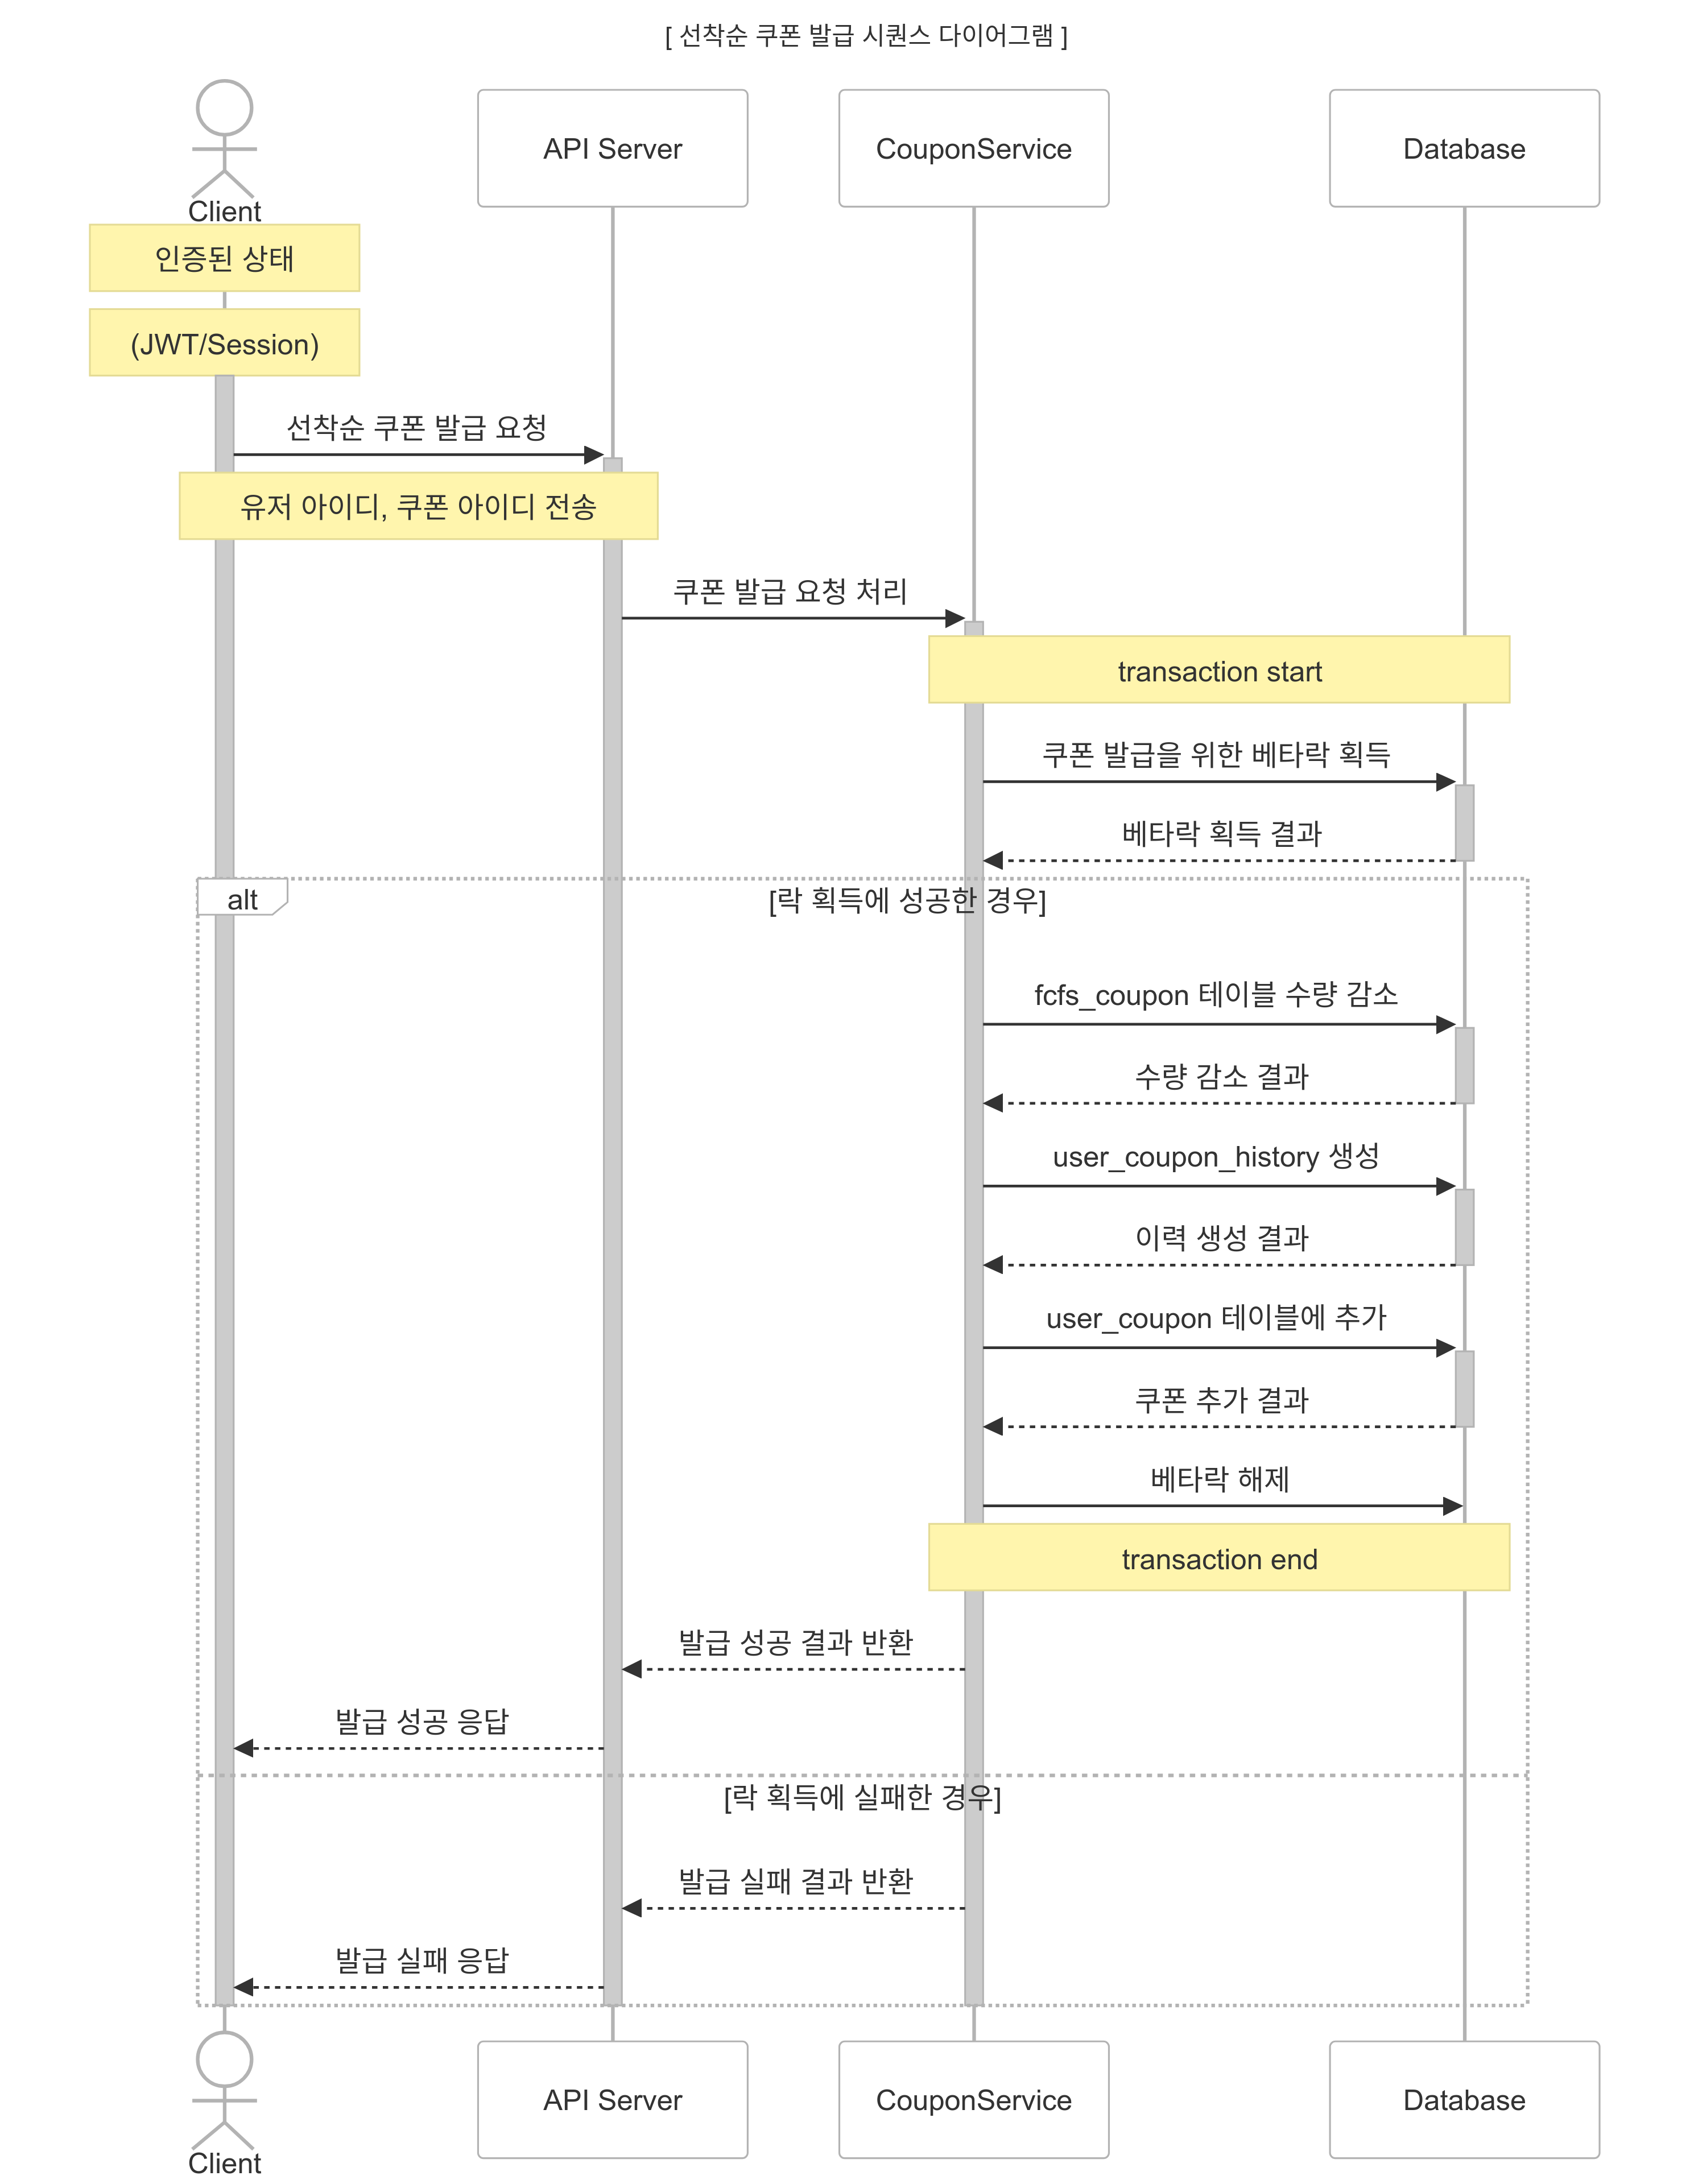 [ 선착순 쿠폰 발급 시퀀스 다이어그램 ]
Client
API Server
CouponService
Database
인증된 상태
(JWT/Session)
선착순 쿠폰 발급 요청
유저 아이디, 쿠폰 아이디 전송
쿠폰 발급 요청 처리
transaction start
쿠폰 발급을 위한 베타락 획득
베타락 획득 결과
alt
[락 획득에 성공한 경우]
fcfs_coupon 테이블 수량 감소
수량 감소 결과
user_coupon_history 생성
이력 생성 결과
user_coupon 테이블에 추가
쿠폰 추가 결과
베타락 해제
transaction end
발급 성공 결과 반환
발급 성공 응답
[락 획득에 실패한 경우]
발급 실패 결과 반환
발급 실패 응답
Client
API Server
CouponService
Database